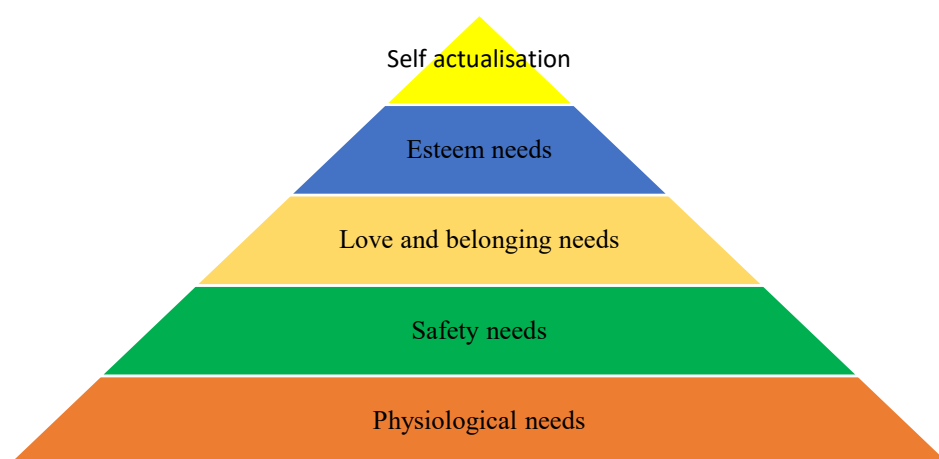 Self actualisation
Esteem needs
Love and belonging needs
Safety needs
Physiological needs